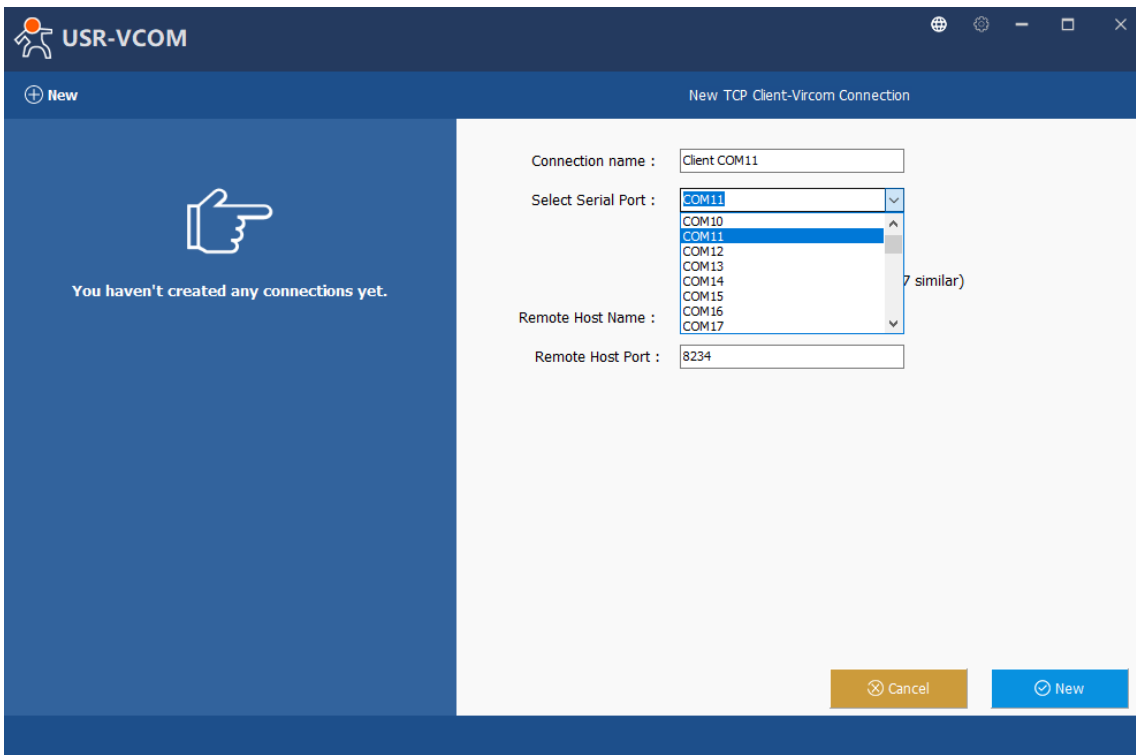 USR-VCOM
New
New TCP Client-Vircom Connection
You haven't created any connections yet.
Connection name :
Client COM11
Select Serial Port :
COM11
COM10
COM11
COM12
COM13
COM14
COM15
COM16
COM17
7 similar)
Remote Host Name :
Remote Host Port :
8234
Cancel
New